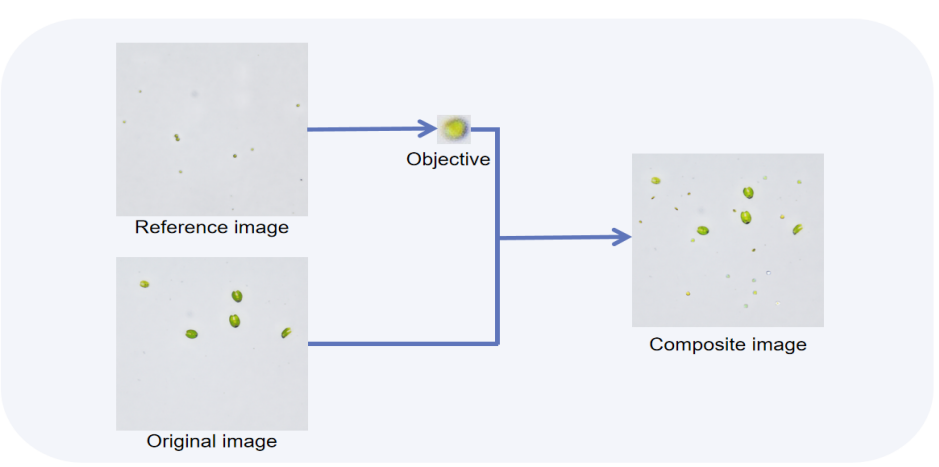 Reference image
Objective
Original image
Composite image